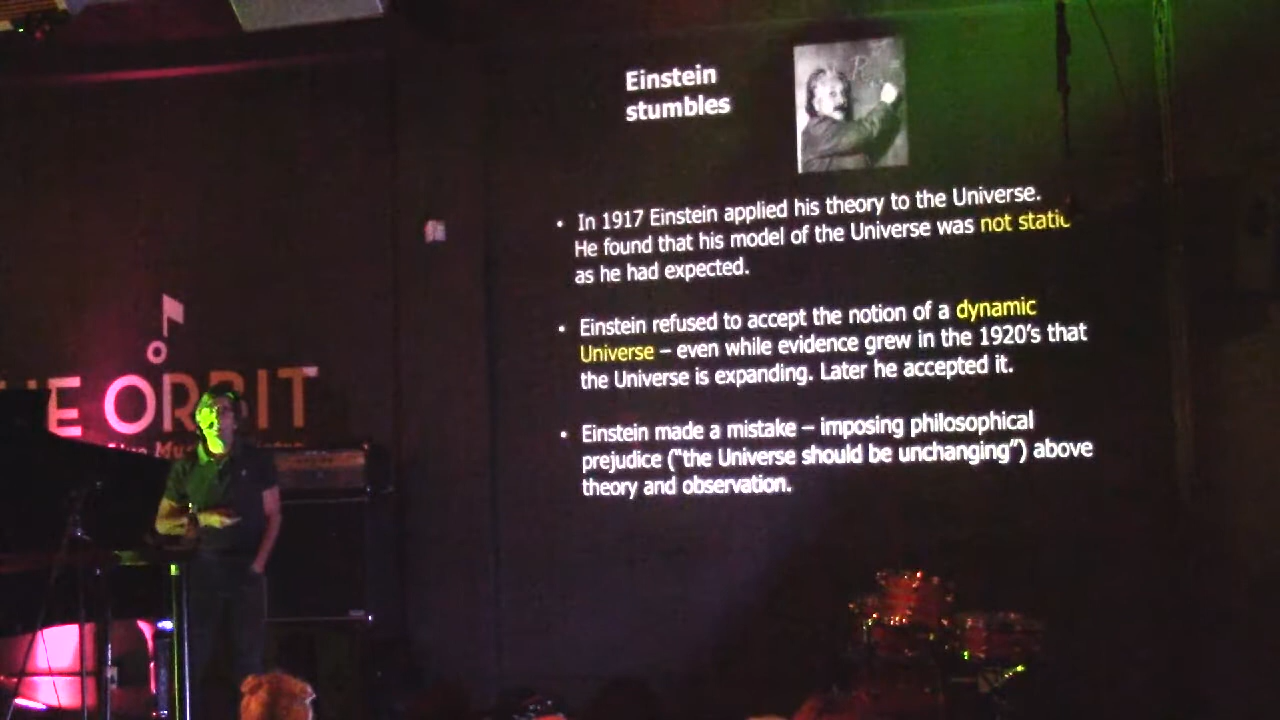 Einstein
stumbles
• In 1917 Einstein applied his theory to the Universe.
He found that his model of the Universe was not static
as he had expected.
• Einstein refused to accept the notion of a dynamic
Universe – even while evidence grew in the 1920's that
the Universe is expanding. Later he accepted it.
• Einstein made a mistake – imposing philosophical
prejudice ("the Universe should be unchanging") above
theory and observation.
HE ORBIT